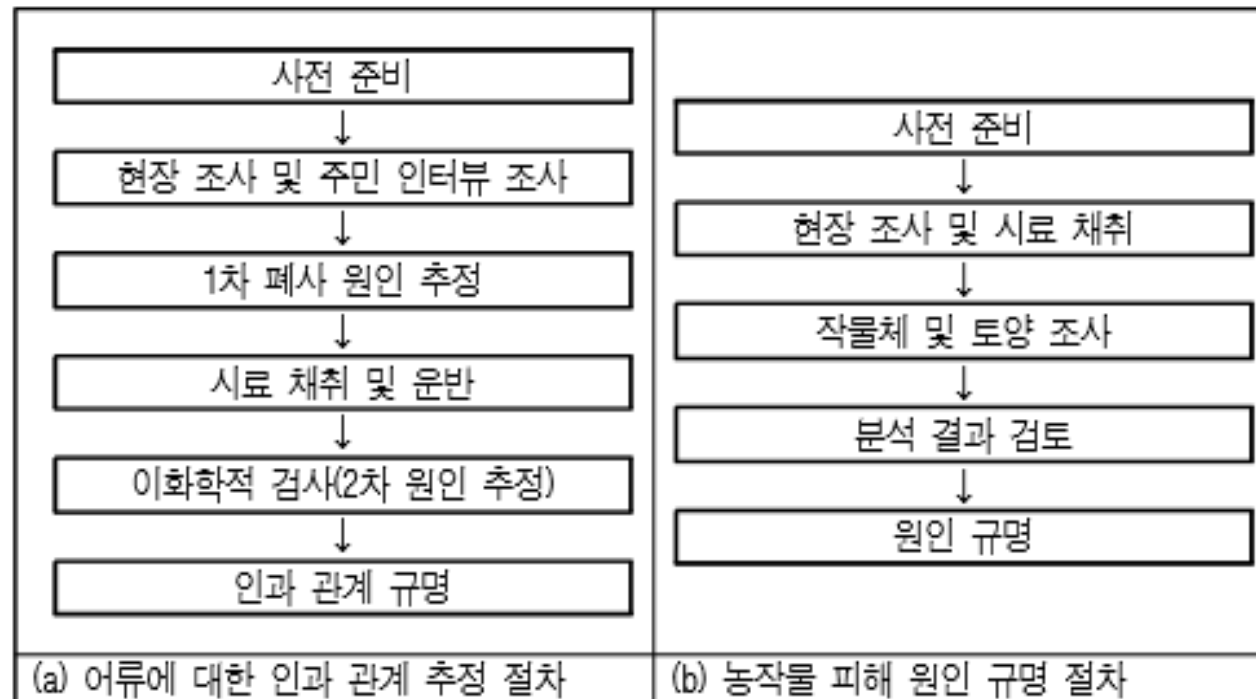 사전 준비
↓
현장 조사 및 주민 인터뷰 조사
↓
1차 폐사 원인 추정
↓
시료 채취 및 운반
↓
이화학적 검사(2차 원인 추정)
↓
인과 관계 규명
(a) 어류에 대한 인과 관계 추정 절차
사전 준비
↓
현장 조사 및 시료 채취
↓
작물체 및 토양 조사
↓
분석 결과 검토
↓
원인 규명
(b) 농작물 피해 원인 규명 절차